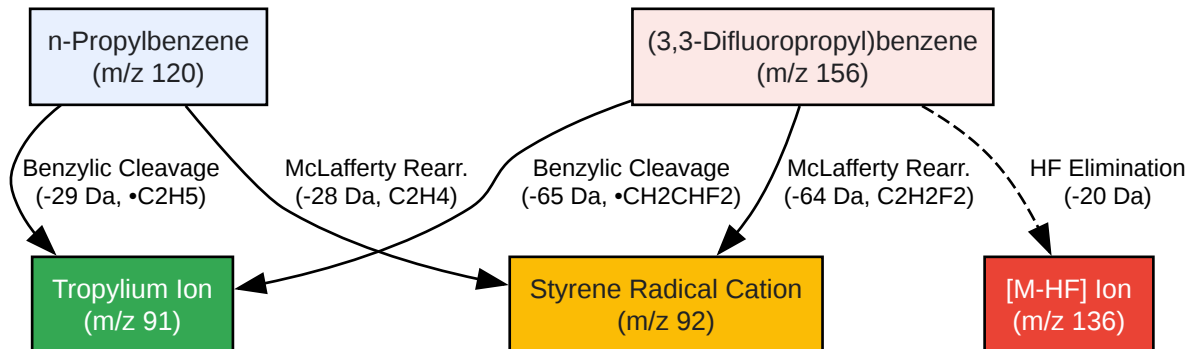 n-Propylbenzene
(m/z 120)
(3,3-Difluoropropyl)benzene
(m/z 156)
Benzylic Cleavage
(-29 Da, •C2H5)
McLafferty Rearr.
(-28 Da, C2H4)
Benzylic Cleavage
(-65 Da, •CH2CHF2)
McLafferty Rearr.
(-64 Da, C2H2F2)
HF Elimination
(-20 Da)
Tropylium Ion
(m/z 91)
Styrene Radical Cation
(m/z 92)
[M-HF] Ion
(m/z 136)